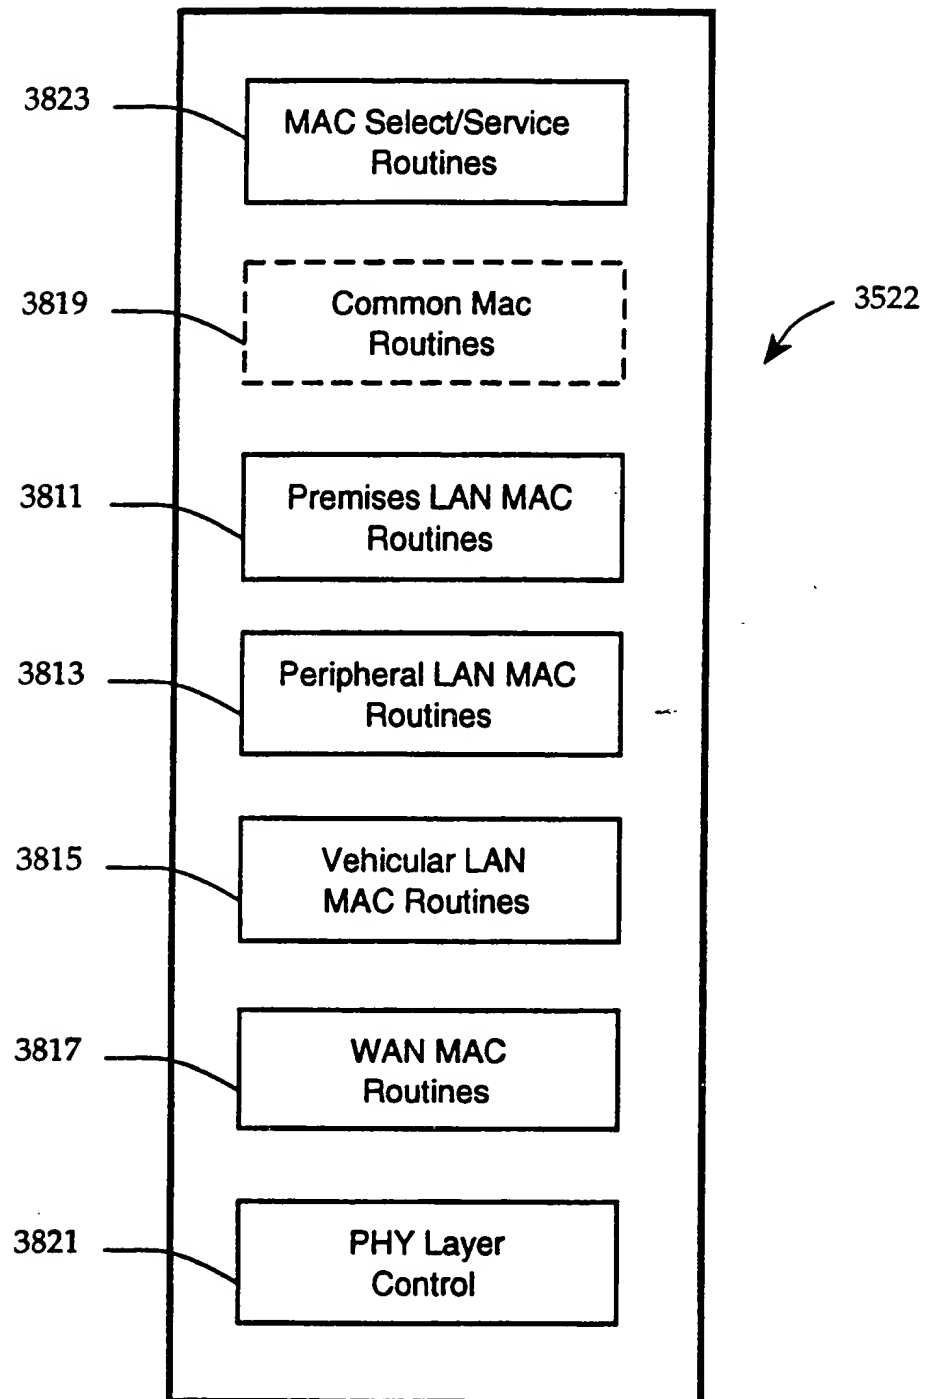 3823
MAC Select/Service
Routines
3819
Common Mac
Routines
3522
3811
Premises LAN MAC
Routines
3813
Peripheral LAN MAC
Routines
3815
Vehicular LAN
MAC Routines
3817
WAN MAC
Routines
3821
PHY Layer
Control